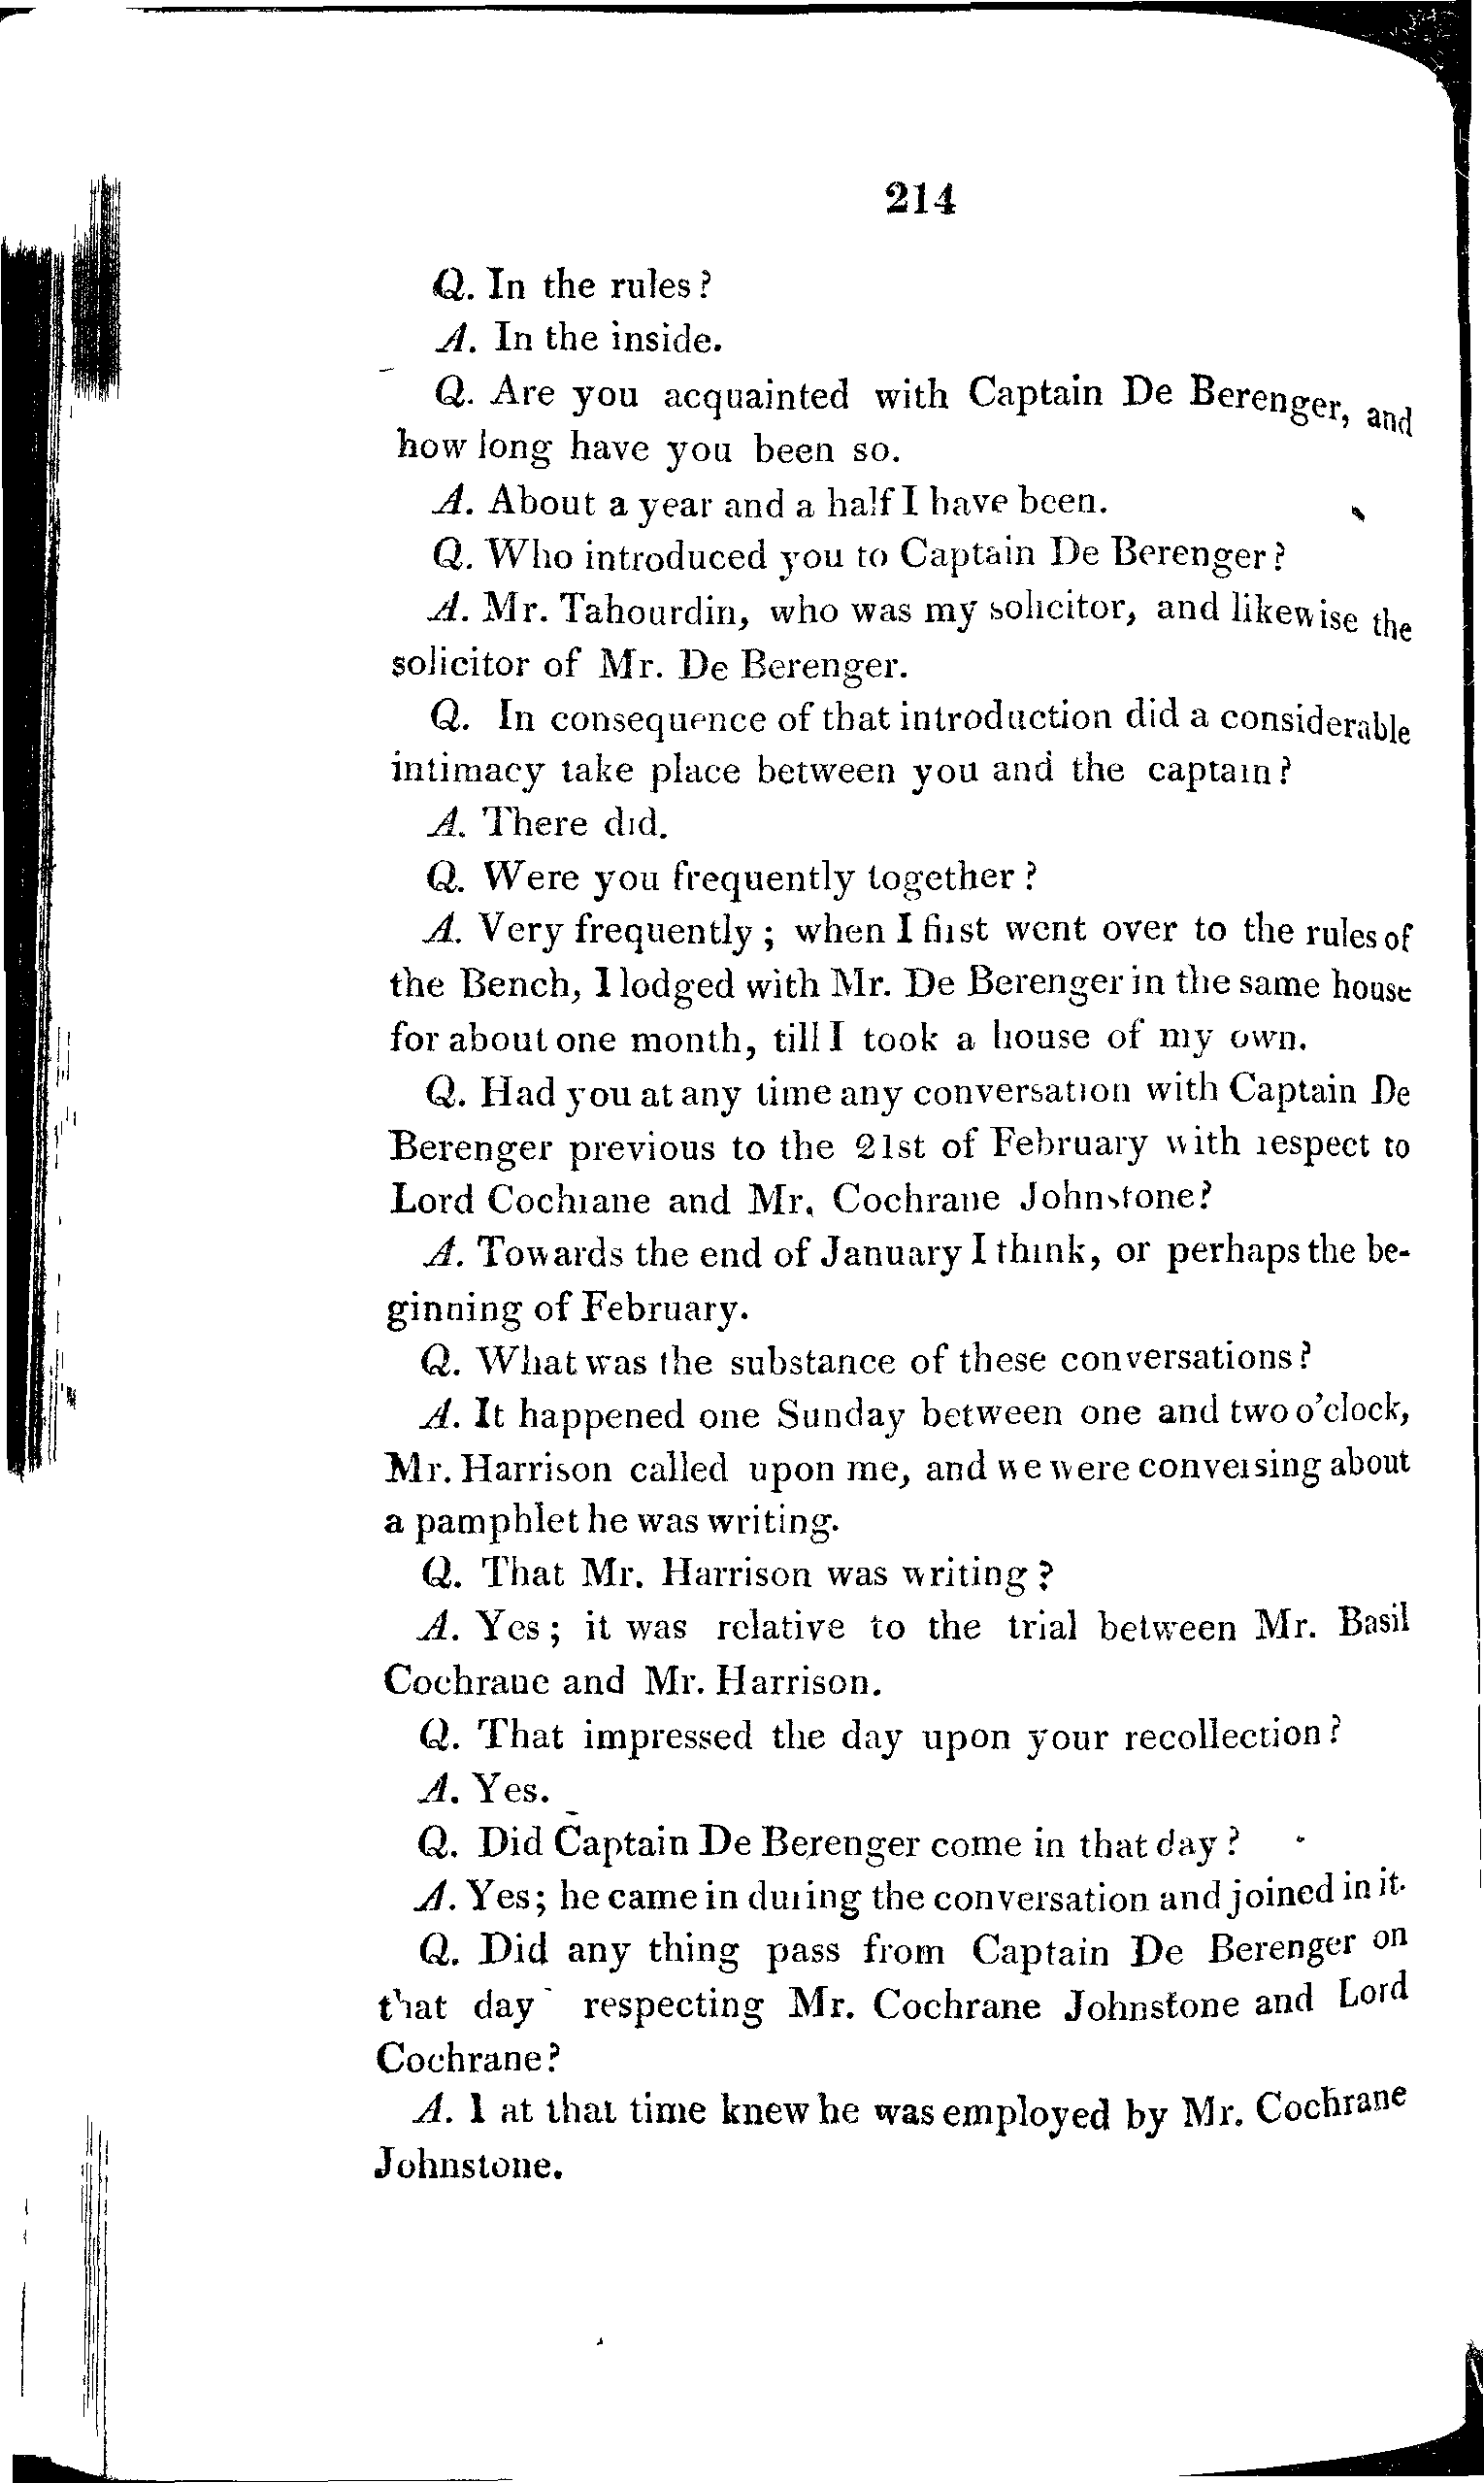 214
Q. In the rules?
A. In the inside.
Q. Are you acquainted with Captain De Berenger, and
how long have you been so.
A. About a year and a half I have been.
Q. Who introduced you to Captain De Berenger?
A. Mr. Tahourdin, who was my solicitor, and likewise the
solicitor of Mr. De Berenger.
Q. In consequence of that introduction did a considerable
intimacy take place between you and the captain?
A. There did.
Q. Were you frequently together?
A. Very frequently; when I first went over to the rules of
the Bench, I lodged with Mr. De Berenger in the same house
for about one month, till I took a house of my own.
Q. Had you at any time any conversation with Captain De
Berenger previous to the 21st of February with respect to
Lord Cochrane and Mr. Cochrane Johnstone?
A. Towards the end of January I think, or perhaps the be-
ginning of February.
Q. What was the substance of these conversations?
A. It happened one Sunday between one and two o'clock,
Mr. Harrison called upon me, and we were conversing about
a pamphlet he was writing.
Q. That Mr. Harrison was writing?
A. Yes; it was relative to the trial between Mr. Basil
Cochrane and Mr. Harrison.
Q. That impressed the day upon your recollection?
A. Yes.
Q. Did Captain De Berenger come in that day?
A. Yes; he came in during the conversation and joined in it.
Q. Did any thing pass from Captain De Berenger on
that day respecting Mr. Cochrane Johnstone and Lord
Cochrane?
A. I at that time knew he was employed by Mr. Cochrane
Johnstone.